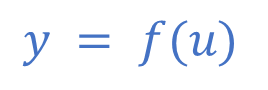 y = f(u)